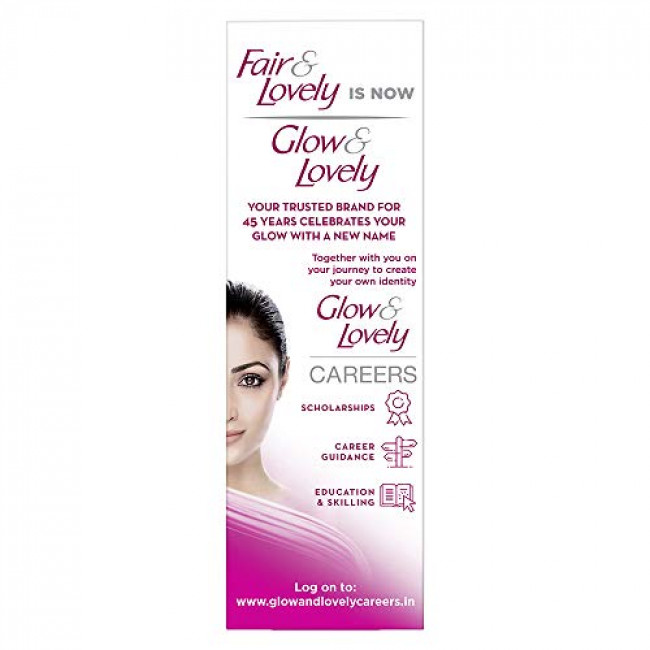 Fair &
Lovely IS NOW
Glow &
Lovely
YOUR TRUSTED BRAND FOR
45 YEARS CELEBRATES YOUR
GLOW WITH A NEW NAME
Together with you on
your journey to create
your own identity
Glow &
Lovely
CAREERS
SCHOLARSHIPS
CAREER
GUIDANCE
EDUCATION
& SKILLING
Log on to:
www.glowandlovelycareers.in